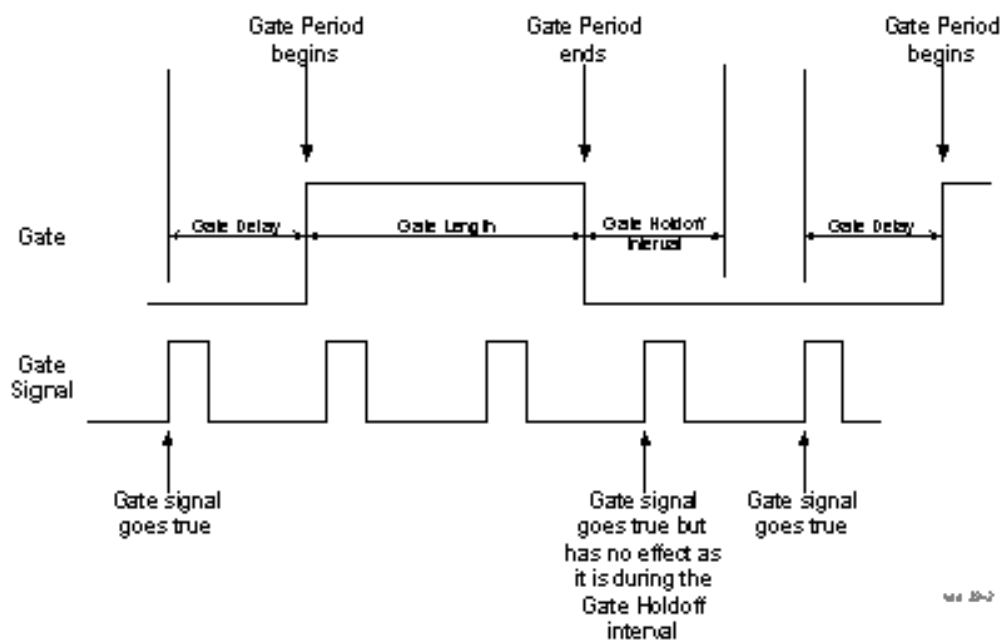 Gate Period
begins
Gate Period
ends
Gate Period
begins
Gate
Gate Delay
Gate Length
Gate Holdoff
Interval
Gate Delay
Gate
Signal
Gate signal
goes true
Gate signal
goes true but
has no effect as
it is during the
Gate Holdoff
interval
Gate signal
goes true